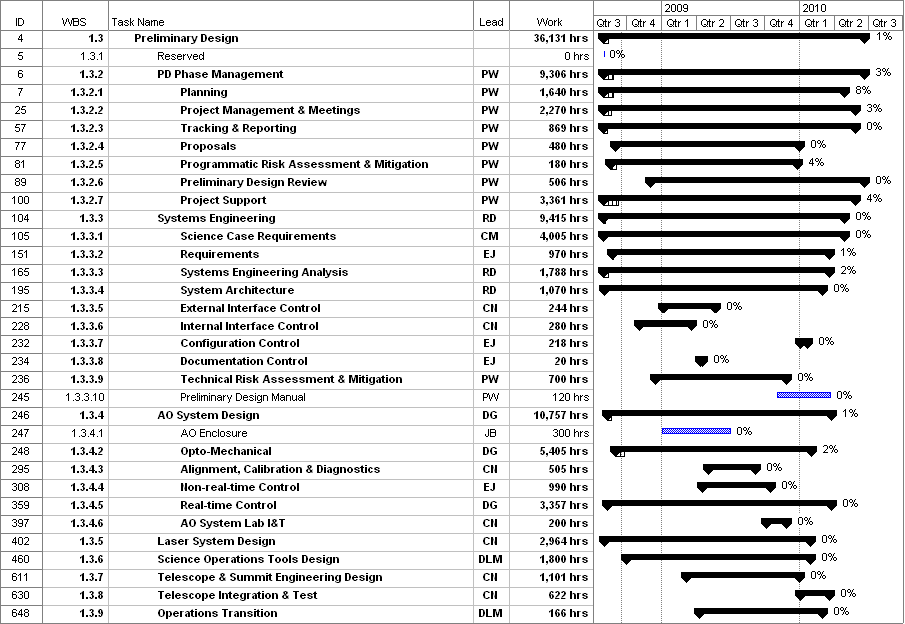 2009 2010
ID WBS Task Name Lead Work Qtr 3 Qtr 4 Qtr 1 Qtr 2 Qtr 3 Qtr 4 Qtr 1 Qtr 2 Qtr 3
4 1.3 Preliminary Design 36,131 hrs 1%
5 1.3.1 Reserved 0 hrs 0%
6 1.3.2 PD Phase Management PW 9,306 hrs 3%
7 1.3.2.1 Planning PW 1,640 hrs 8%
25 1.3.2.2 Project Management & Meetings PW 2,270 hrs 3%
57 1.3.2.3 Tracking & Reporting PW 869 hrs 0%
77 1.3.2.4 Proposals PW 480 hrs 0%
81 1.3.2.5 Programmatic Risk Assessment & Mitigation PW 180 hrs 4%
89 1.3.2.6 Preliminary Design Review PW 506 hrs 0%
100 1.3.2.7 Project Support PW 3,361 hrs 4%
104 1.3.3 Systems Engineering RD 9,415 hrs 0%
105 1.3.3.1 Science Case Requirements CM 4,005 hrs 0%
151 1.3.3.2 Requirements EJ 970 hrs 1%
165 1.3.3.3 Systems Engineering Analysis RD 1,788 hrs 2%
195 1.3.3.4 System Architecture RD 1,070 hrs 0%
215 1.3.3.5 External Interface Control CN 244 hrs 0%
228 1.3.3.6 Internal Interface Control CN 280 hrs 0%
232 1.3.3.7 Configuration Control EJ 218 hrs 0%
234 1.3.3.8 Documentation Control EJ 20 hrs 0%
236 1.3.3.9 Technical Risk Assessment & Mitigation PW 700 hrs 0%
245 1.3.3.10 Preliminary Design Manual PW 120 hrs 0%
246 1.3.4 AO System Design DG 10,757 hrs 1%
247 1.3.4.1 AO Enclosure JB 300 hrs 0%
248 1.3.4.2 Opto-Mechanical DG 5,405 hrs 2%
295 1.3.4.3 Alignment, Calibration & Diagnostics CN 505 hrs 0%
308 1.3.4.4 Non-real-time Control EJ 990 hrs 0%
359 1.3.4.5 Real-time Control DG 3,357 hrs 0%
397 1.3.4.6 AO System Lab I&T CN 200 hrs 0%
402 1.3.5 Laser System Design CN 2,964 hrs 0%
460 1.3.6 Science Operations Tools Design DLM 1,800 hrs 0%
611 1.3.7 Telescope & Summit Engineering Design CN 1,101 hrs 0%
630 1.3.8 Telescope Integration & Test CN 622 hrs 0%
648 1.3.9 Operations Transition DLM 166 hrs 0%